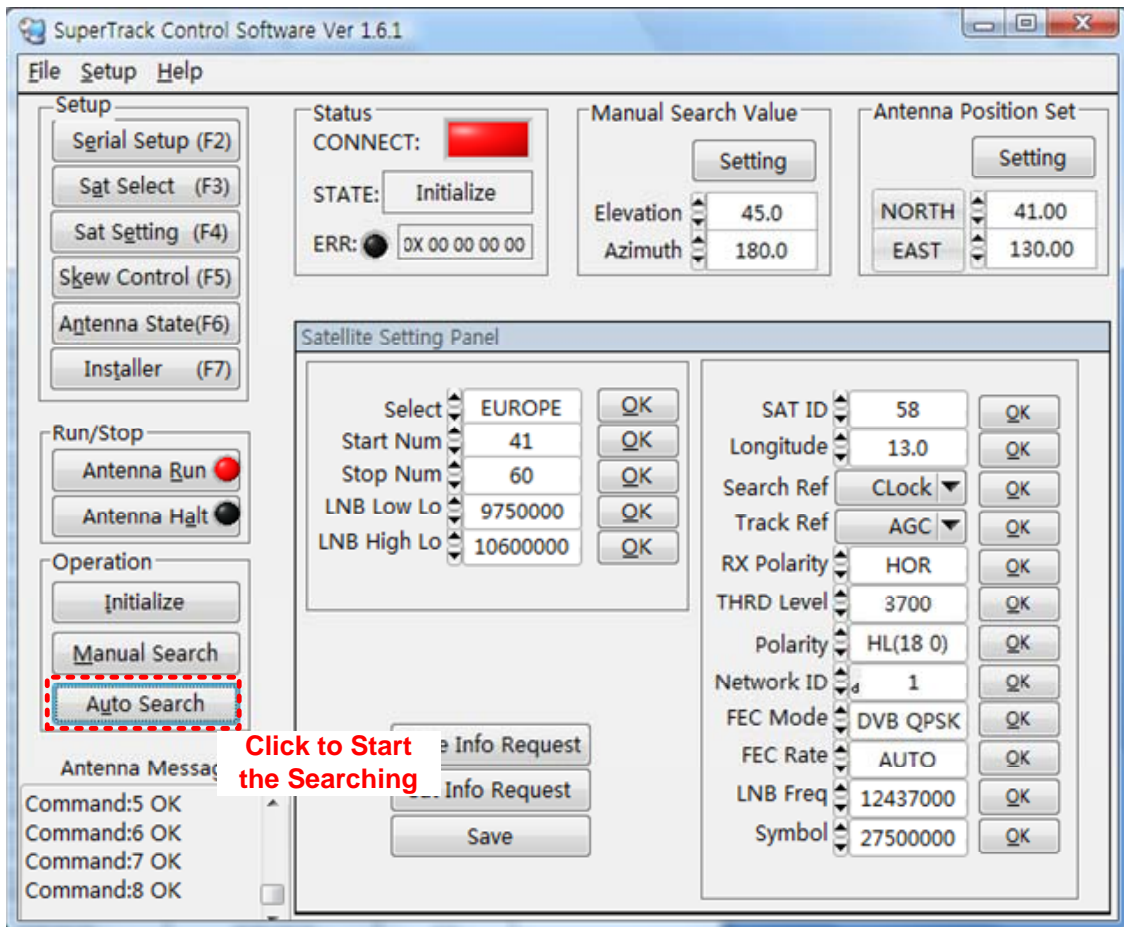 SuperTrack Control Software Ver 1.6.1
File Setup Help
Setup
Serial Setup (F2)
Sat Select (F3)
Sat Setting (F4)
Skew Control (F5)
Antenna State(F6)
Installer (F7)
Run/Stop
Antenna Run
Antenna Halt
Operation
Initialize
Manual Search
Auto Search
Click to Start
the Searching
Antenna Messag
Command:5 OK
Command:6 OK
Command:7 OK
Command:8 OK
Status
CONNECT:
STATE: Initialize
ERR: 0X 00 00 00 00
Manual Search Value
Setting
Elevation 45.0
Azimuth 180.0
Antenna Position Set
Setting
NORTH 41.00
EAST 130.00
Satellite Setting Panel
Select EUROPE OK
Start Num 41 OK
Stop Num 60 OK
LNB Low Lo 9750000 OK
LNB High Lo 10600000 OK
Info Request
Info Request
Save
SAT ID 58 OK
Longitude 13.0 OK
Search Ref CLock OK
Track Ref AGC OK
RX Polarity HOR OK
THRD Level 3700 OK
Polarity HL(18 0) OK
Network ID d 1 OK
FEC Mode DVB QPSK OK
FEC Rate AUTO OK
LNB Freq 12437000 OK
Symbol 27500000 OK